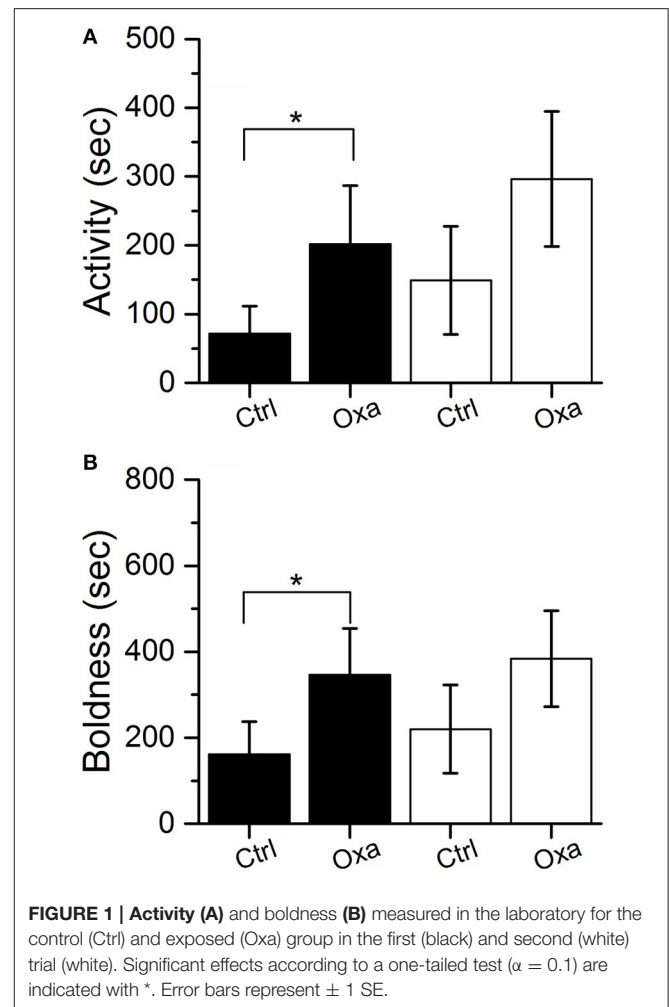 A
500
400
300
200
100
0
Activity (sec)
*
Ctrl
Oxa
Ctrl
Oxa
B
800
600
400
200
0
Boldness (sec)
*
Ctrl
Oxa
Ctrl
Oxa
FIGURE 1 | Activity (A) and boldness (B) measured in the laboratory for the
control (Ctrl) and exposed (Oxa) group in the first (black) and second (white)
trial (white). Significant effects according to a one-tailed test (α = 0.1) are
indicated with *. Error bars represent ± 1 SE.